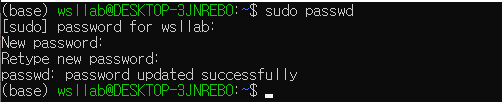 (base) wsllab@DESKTOP-3JNREBO:~$ sudo passwd
[sudo] password for wsllab:
New password:
Retype new password:
passwd: password updated successfully
(base) wsllab@DESKTOP-3JNREBO:~$